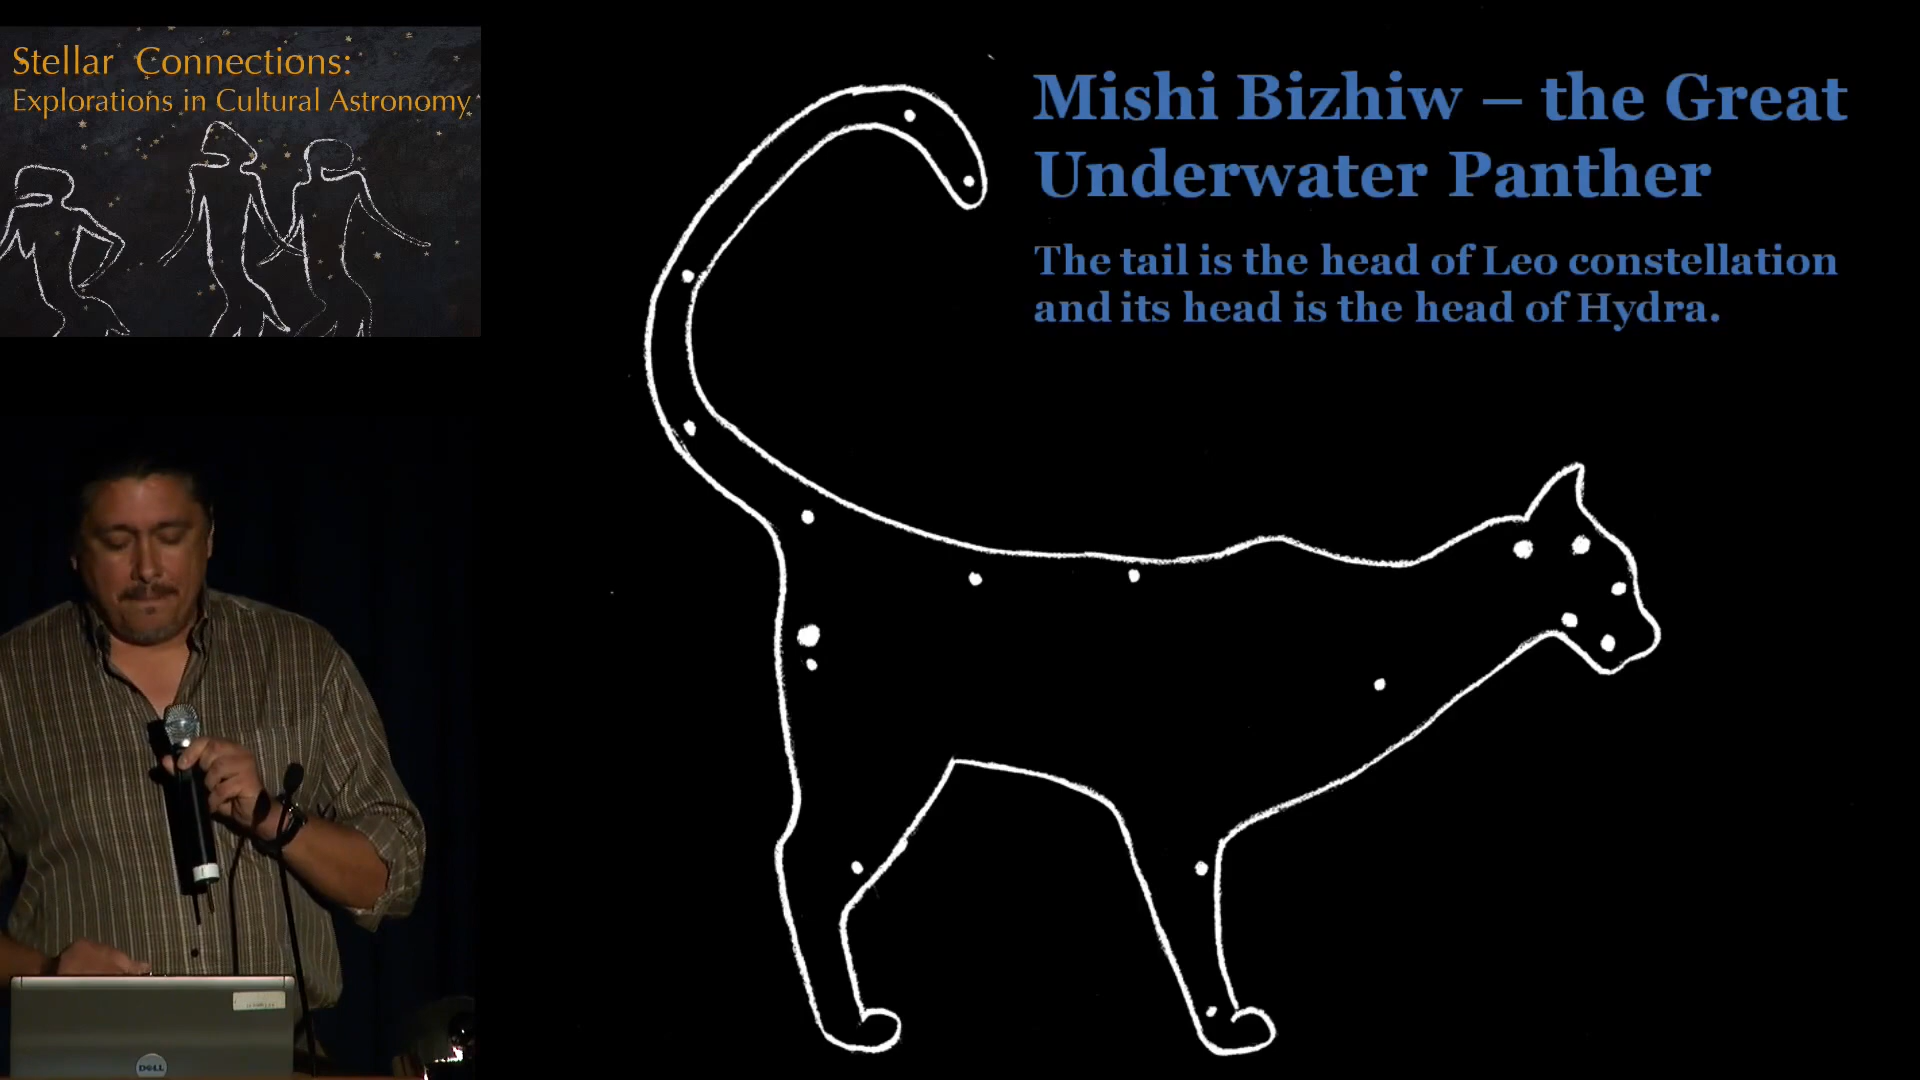 Stellar Connections:
Explorations in Cultural Astronomy
Mishi Bizhiw – the Great
Underwater Panther
The tail is the head of Leo constellation
and its head is the head of Hydra.
DELL